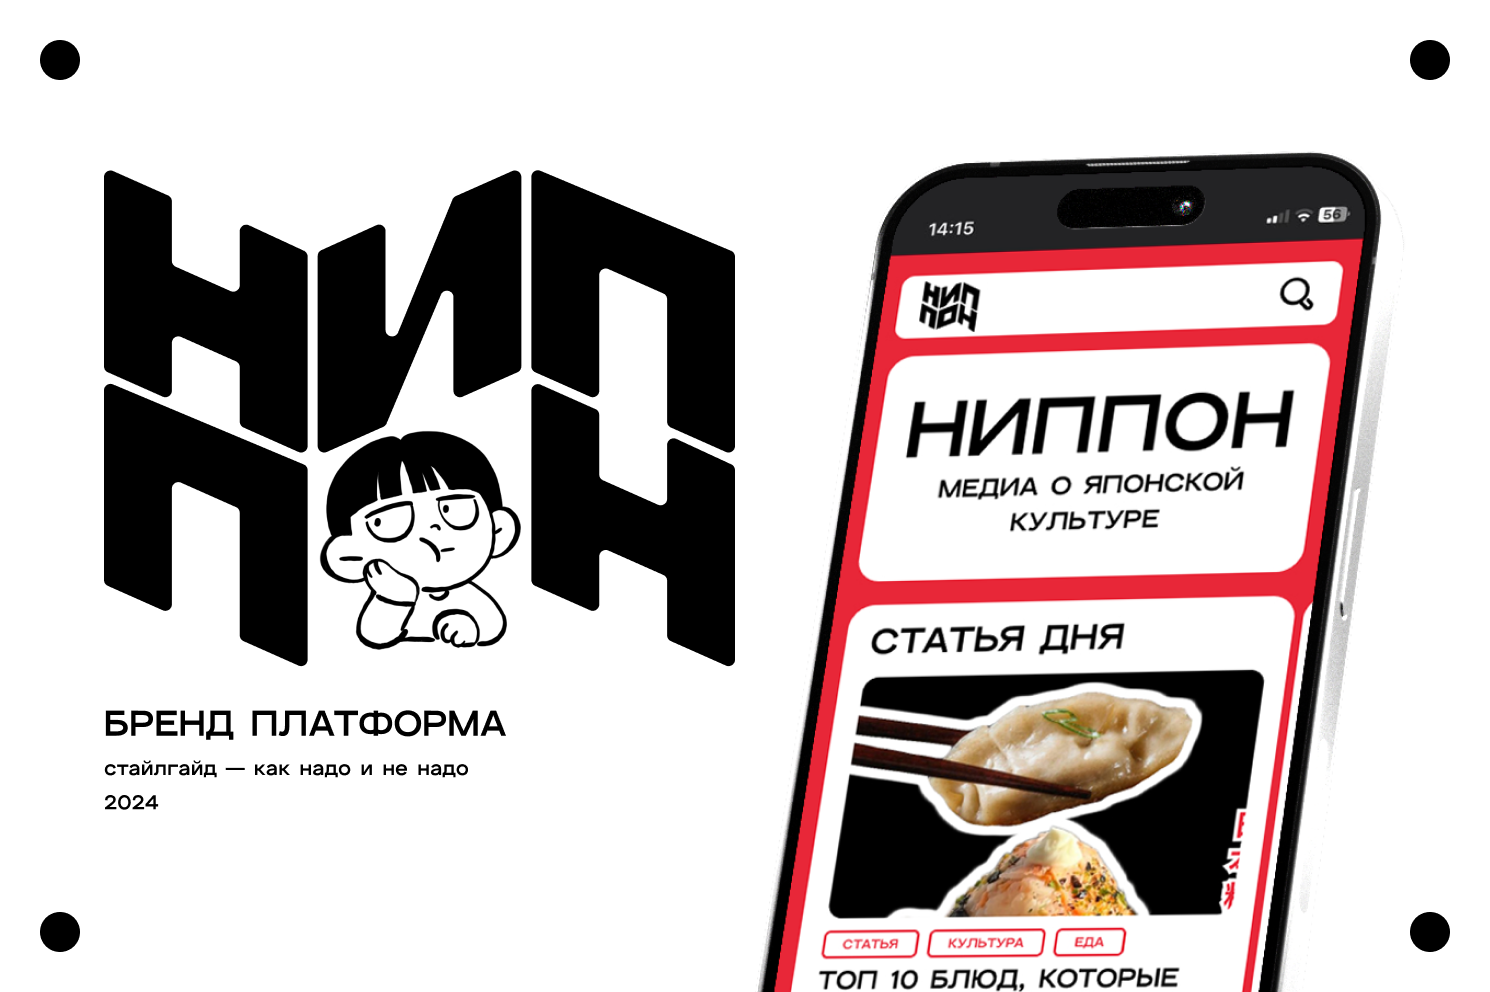 НИП
ПОН
БРЕНД ПЛАТФОРМА
стайлгайд — как надо и не надо
2024
14:15
56
НИП
ПОН
НИППОН
МЕДИА О ЯПОНСКОЙ
КУЛЬТУРЕ
СТАТЬЯ ДНЯ
СТАТЬЯ
КУЛЬТУРА
ЕДА
ТОП 10 БЛЮД, КОТОРЫЕ